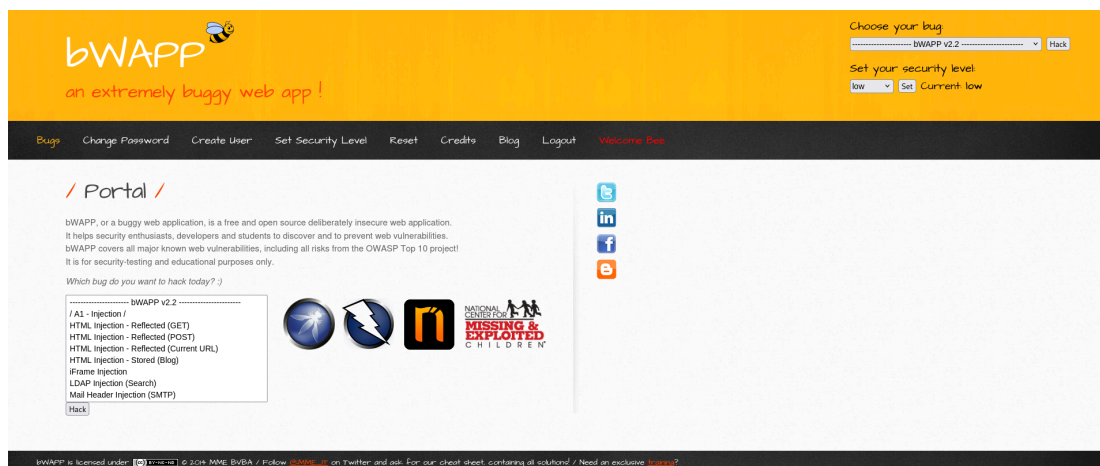 bWAPP
an extremely buggy web app !
Choose your bug:
---------------------- bWAPP v2.2 -----------------------
Hack
Set your security level:
low
Set
Current: low
Bugs
Change Password
Create User
Set Security Level
Reset
Credits
Blog
Logout
Welcome Bee
/ Portal /
bWAPP, or a buggy web application, is a free and open source deliberately insecure web application.
It helps security enthusiasts, developers and students to discover and to prevent web vulnerabilities.
bWAPP covers all major known web vulnerabilities, including all risks from the OWASP Top 10 project!
It is for security-testing and educational purposes only.
Which bug do you want to hack today? :)
---------------------- bWAPP v2.2 -----------------------
/ A1 - Injection /
HTML Injection - Reflected (GET)
HTML Injection - Reflected (POST)
HTML Injection - Reflected (Current URL)
HTML Injection - Stored (Blog)
iFrame Injection
LDAP Injection (Search)
Mail Header Injection (SMTP)
Hack
NATIONAL
CENTER FOR
MISSING &
EXPLOITED
CHILDREN
bWAPP is licensed under (cc) BY-NC-ND © 2014 MME BVBA / Follow @MME_IT on Twitter and ask for our cheat sheet, containing all solutions! / Need an exclusive training?